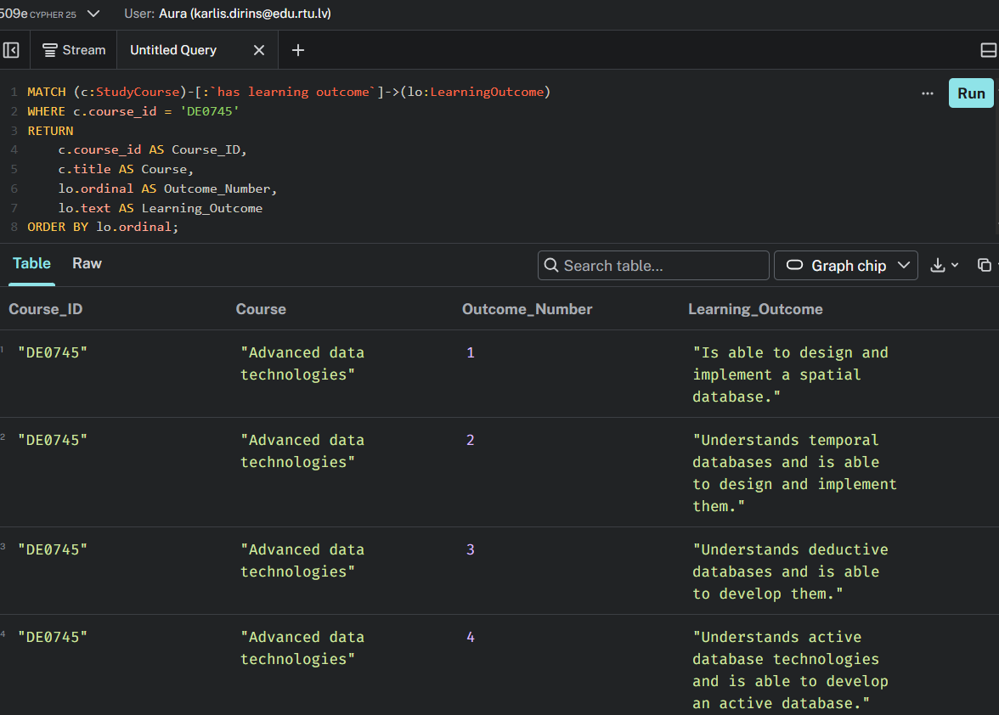 509e CYPHER 25 User: Aura (karlis.dirins@edu.rtu.lv)
Stream Untitled Query
1 MATCH (c:StudyCourse)-[:`has learning outcome`]->(lo:LearningOutcome)
2 WHERE c.course_id = 'DE0745'
3 RETURN
4 c.course_id AS Course_ID,
5 c.title AS Course,
6 lo.ordinal AS Outcome_Number,
7 lo.text AS Learning_Outcome
8 ORDER BY lo.ordinal;
Run
Table Raw Search table... Graph chip
Course_ID Course Outcome_Number Learning_Outcome
1 "DE0745" "Advanced data 1 "Is able to design and
technologies" implement a spatial
database."
2 "DE0745" "Advanced data 2 "Understands temporal
technologies" databases and is able
to design and implement
them."
3 "DE0745" "Advanced data 3 "Understands deductive
technologies" databases and is able
to develop them."
4 "DE0745" "Advanced data 4 "Understands active
technologies" database technologies
and is able to develop
an active database."